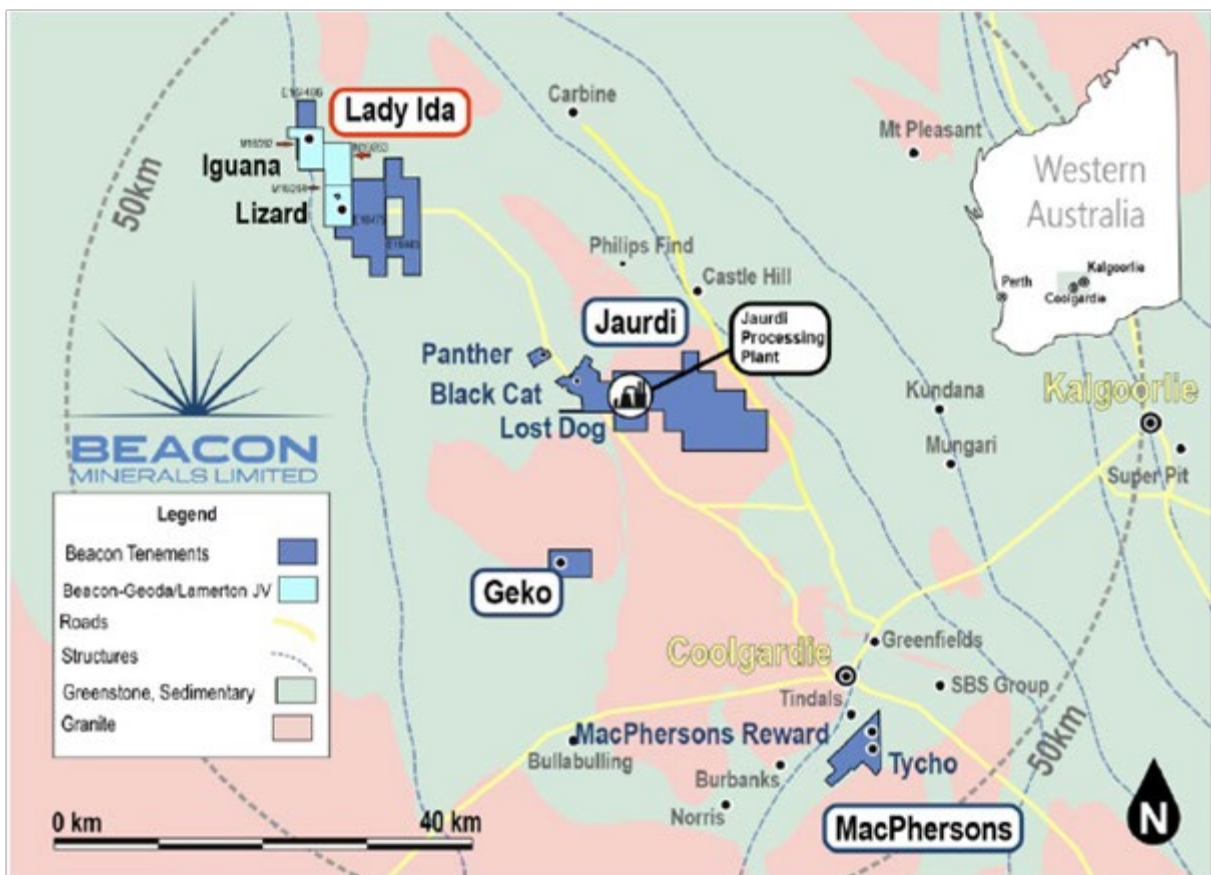 Lady Ida
Carbine
Mt Pleasant
Iguana
50km
Western
Australia
Lizard
Philips Find
Castle Hill
Kalgoorlie
Perth
Coolgardie
Jaurdi
Jaurdi
Processing
Plant
Panther
Black Cat
Lost Dog
Kundana
Kalgoorlie
Mungari
Super Pit
BEACON
MINERALS LIMITED
Legend
Beacon Tenements
Beacon-Geoda/Lamerton JV
Roads
Structures
Greenstone, Sedimentary
Granite
Geko
Coolgardie
Greenfields
SBS Group
Tindals
MacPhersons Reward
Bullabulling
Burbanks
Tycho
50km
Norris
MacPhersons
0 km
40 km
N